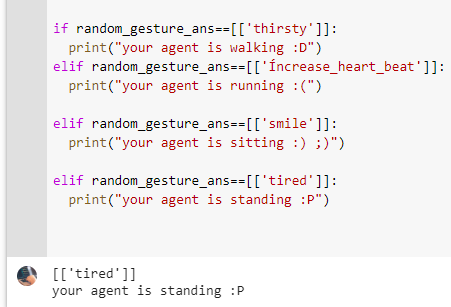 if random_gesture_ans==[['thirsty']]:
print("your agent is walking :D")
elif random_gesture_ans==[['Íncrease_heart_beat']]:
print("your agent is running :(")
elif random_gesture_ans==[['smile']]:
print("your agent is sitting :) ;)")
elif random_gesture_ans==[['tired']]:
print("your agent is standing :P")
[['tired']]
your agent is standing :P